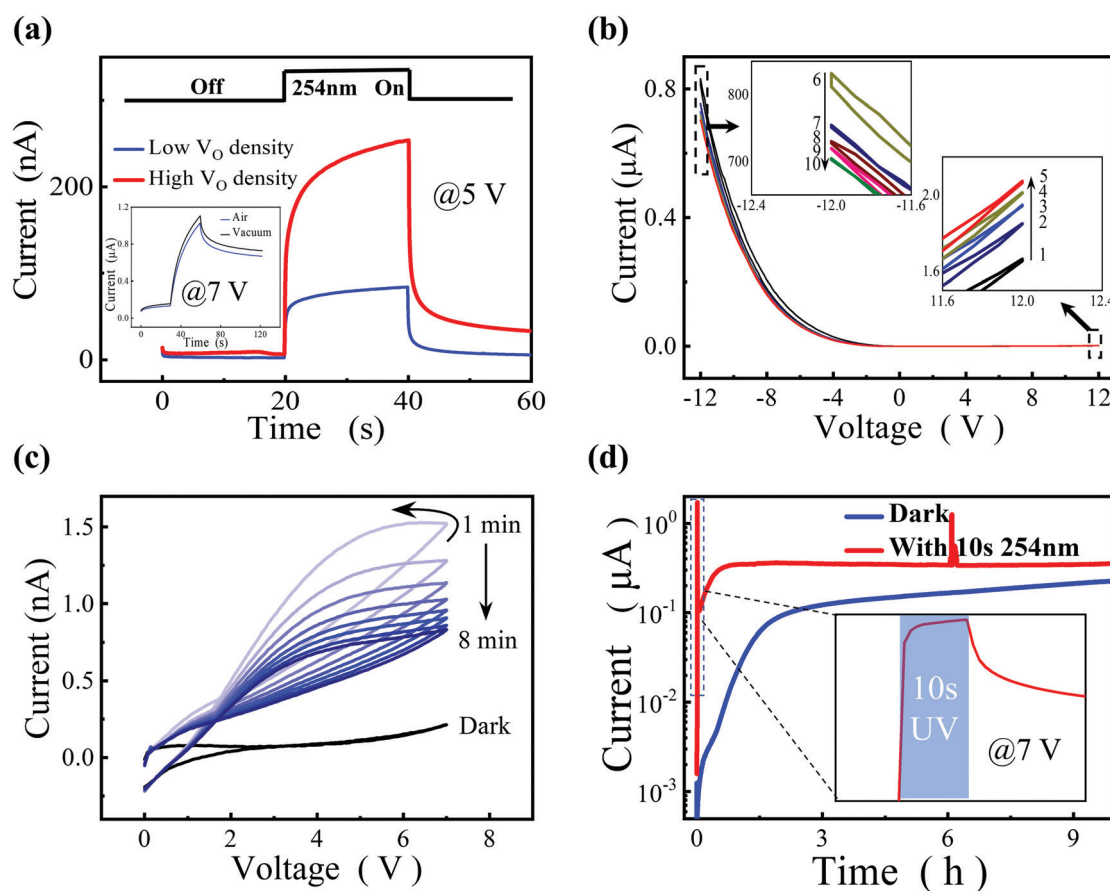 (a)
Off
254nm On
Low V_O density
High V_O density
@5 V
Current (nA)
200
0
0
20
40
60
Time (s)
Air
Vacuum
@7 V
Current (μA)
1.2
0.8
0.4
0.0
0
40
80
120
Time (s)
(b)
Current (μA)
0.8
0.4
0.0
-12
-8
-4
0
4
8
12
Voltage ( V )
800
700
6
7
8
9
10
-12.4
-12.0
-11.6
2.0
1.6
5
4
3
2
1
11.6
12.0
12.4
(c)
Current (nA)
1.5
1.0
0.5
0.0
1 min
8 min
Dark
0
2
4
6
8
Voltage ( V )
(d)
Current ( μA )
10⁰
10⁻¹
10⁻²
10⁻³
Dark
With 10s 254nm
10s
UV
@7 V
0
3
6
9
Time ( h )